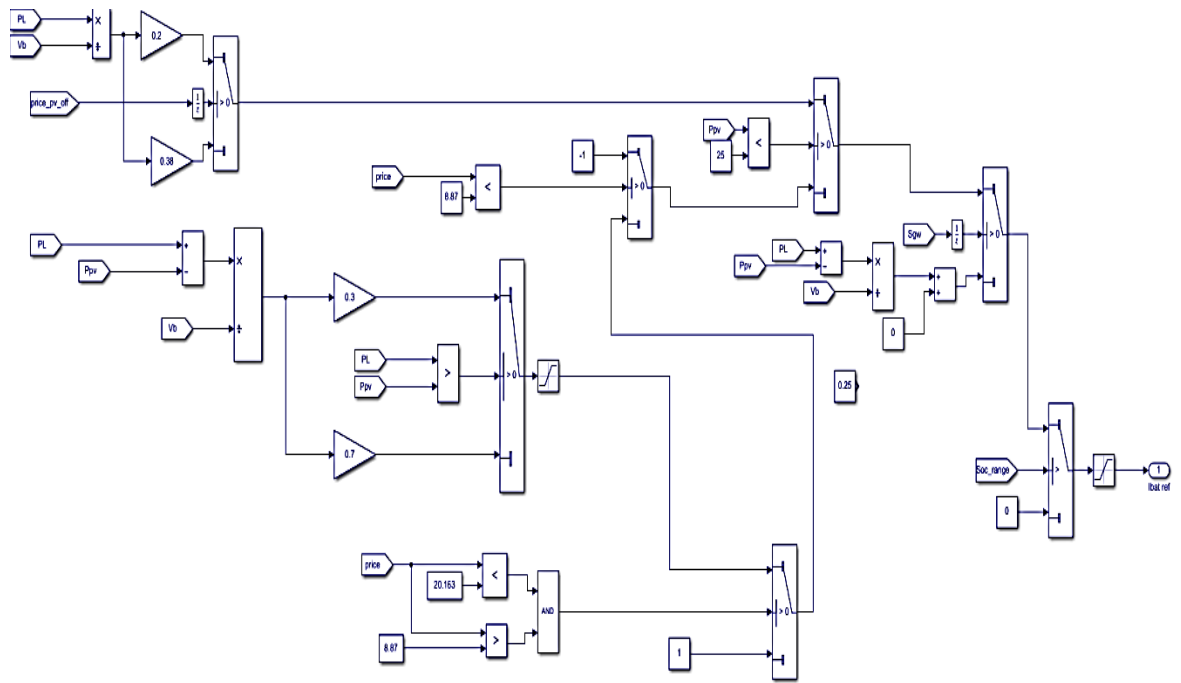 PL
Vb
×
÷
0.2
> 0
price_pv_off
1
z
0.38
Ppv
25
<
> 0
-1
price
8.87
<
> 0
> 0
Sgw
1
z
PL
Ppv
+
-
Vb
×
÷
+
+
0
PL
Ppv
+
-
Vb
×
÷
0.3
PL
Ppv
>
> 0
0.7
0.25
Soc_range
>
0
1
Ibat ref
price
20.163
<
8.87
>
AND
> 0
1